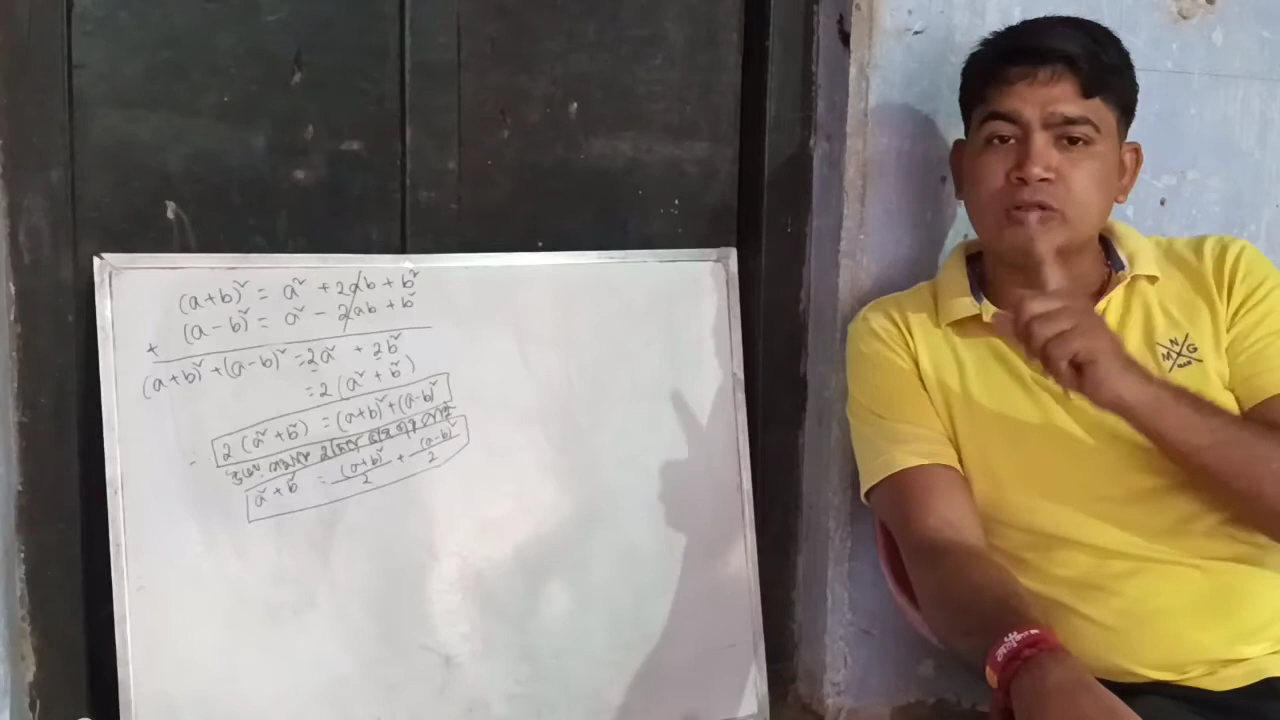 (a+b)² = a² + 2ab + b²
(a-b)² = a² - 2ab + b²
+
(a+b)² + (a-b)² = 2a² + 2b²
= 2 (a² + b²)
2 (a² + b²) = (a+b)² + (a-b)²
2
a² + b² = (a+b)²/2 + (a-b)²/2
M N G